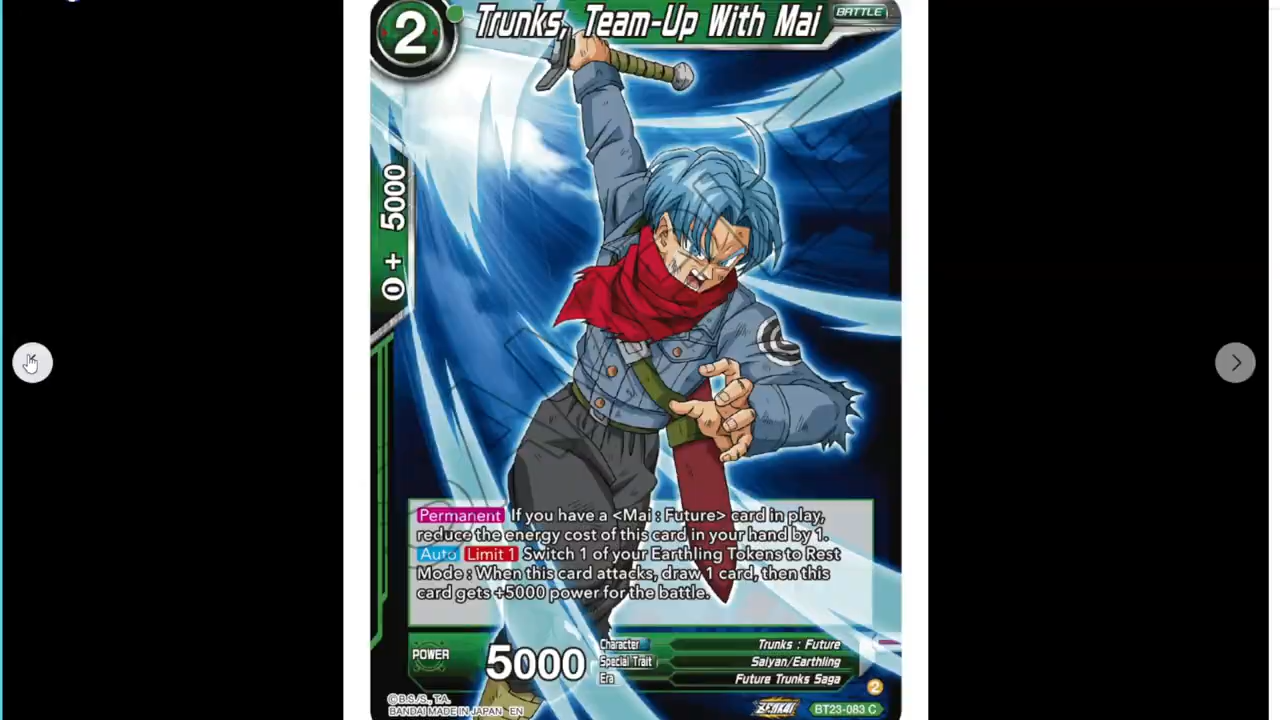 2
Trunks, Team-Up With Mai
BATTLE
0 + 5000
Permanent If you have a <Mai : Future> card in play,
reduce the energy cost of this card in your hand by 1.
Auto Limit 1 Switch 1 of your Earthling Tokens to Rest
Mode : When this card attacks, draw 1 card, then this
card gets +5000 power for the battle.
POWER
5000
Character Trunks : Future
Special Trait Saiyan/Earthling
Era Future Trunks Saga
2
©B.S./S., T.A.
BANDAI MADE IN JAPAN EN
ZENKAI
BT23-083 C